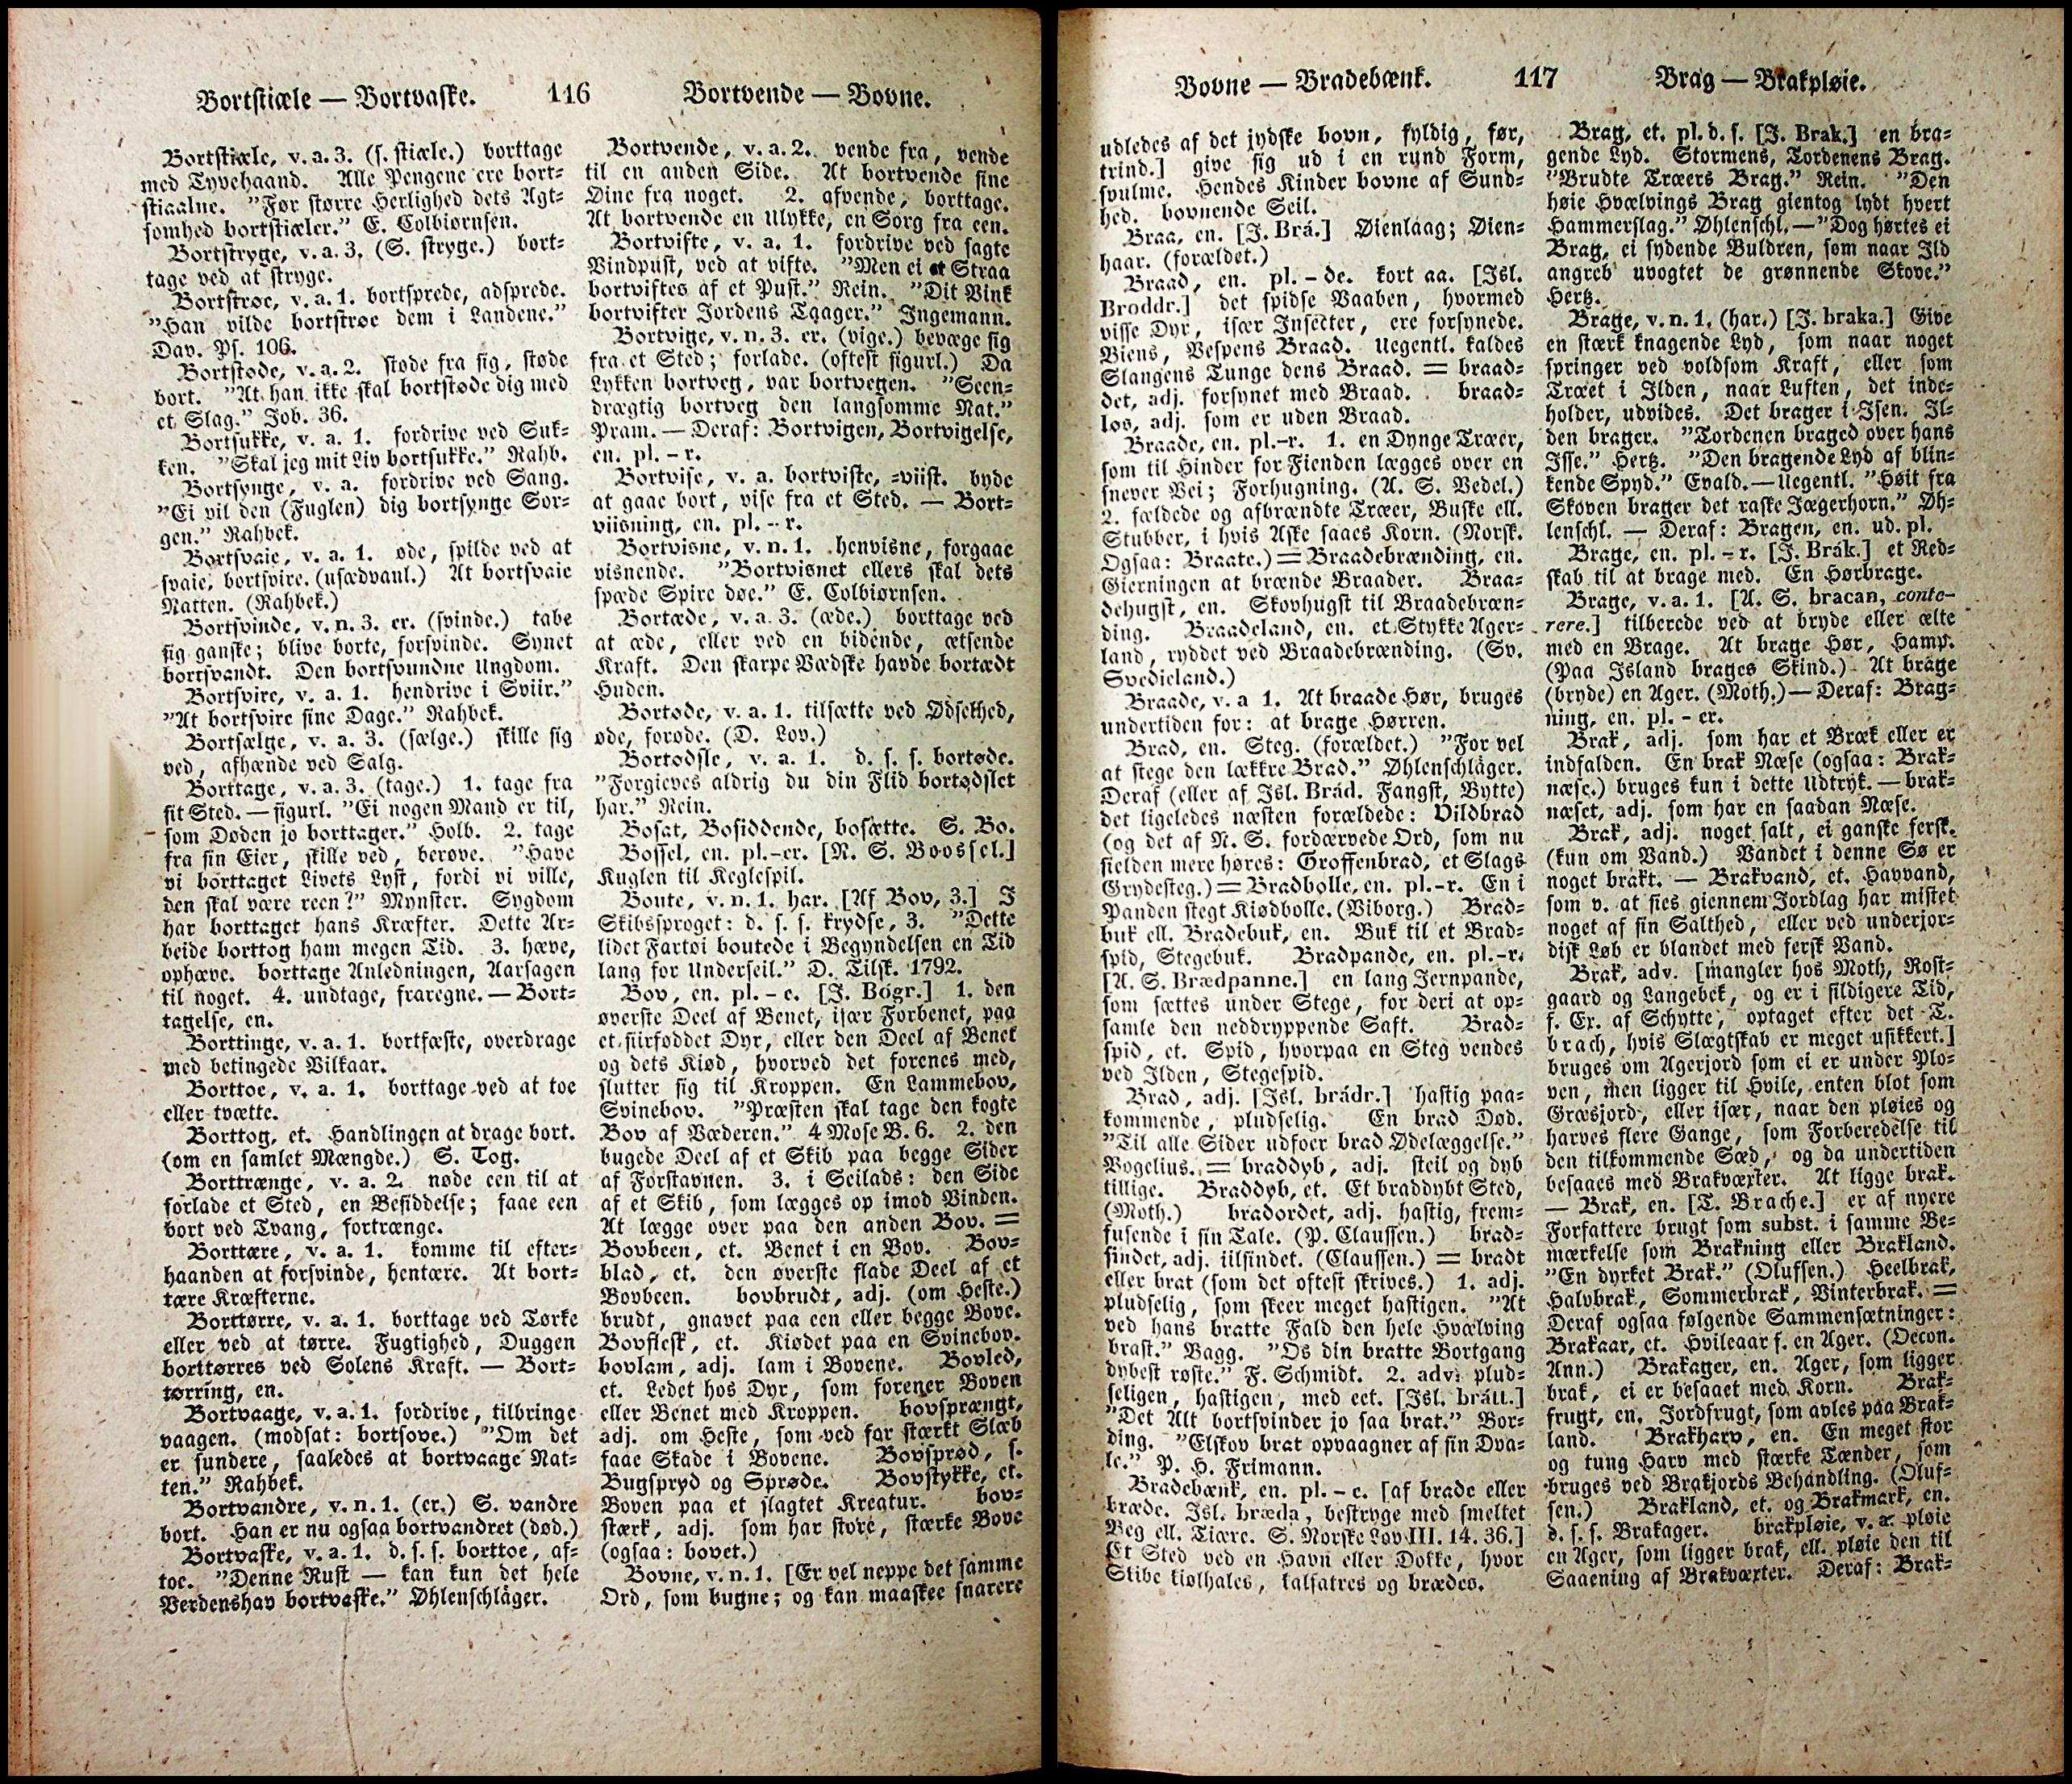 Bortstiæle — Bortvaske. 116 Bortvende — Bovne.
Bortstiæle, v. a. 3. (s. stiæle.) borttage
med Tyvehaand. Alle Pengene ere bort-
stiaalne. "Før større Herlighed dets Agt-
somhed bortstiæler." E. Colbiørnsen.
Bortstryge, v. a. 3. (S. stryge.) bort-
tage ved at stryge.
Bortstrøe, v. a. 1. bortsprede, adsprede.
"Han vilde bortstrøe dem i Landene."
Dav. Ps. 106.
Bortstøde, v. a. 2. støde fra sig, støde
bort. "At han ikke skal bortstøde dig med
et Slag." Job. 36.
Bortsukke, v. a. 1. fordrive ved Suk-
ken. "Skal jeg mit Liv bortsukke." Rahb.
Bortsynge, v. a. fordrive ved Sang.
"Ei vil den (Fuglen) dig bortsynge Sor-
gen." Rahbek.
Bortsvaie, v. a. 1. øde, spilde ved at
svaie, bortsvire. (usædvanl.) At bortsvaie
Natten. (Rahbek.)
Bortsvinde, v. n. 3. er. (svinde.) tabe
sig ganske; blive borte, forsvinde. Synet
bortsvandt. Den bortsvundne Ungdom.
Bortsvire, v. a. 1. hendrive i Sviir."
"At bortsvire sine Dage." Rahbek.
Bortsælge, v. a. 3. (sælge.) skille sig
ved, afhænde ved Salg.
Borttage, v. a. 3. (tage.) 1. tage fra
sit Sted. — figurl. "Ei nogen Mand er til,
som Døden jo borttager." Holb. 2. tage
fra sin Eier, skille ved, berøve. "Have
vi borttaget Livets Lyst, fordi vi ville,
den skal være reen?" Mynster. Sygdom
har borttaget hans Kræfter. Dette Ar-
beide borttog ham megen Tid. 3. hæve,
ophæve. borttage Anledningen, Aarsagen
til noget. 4. undtage, fraregne. — Bort-
tagelse, en.
Borttinge, v. a. 1. bortfæste, overdrage
med betingede Vilkaar.
Borttoe, v. a. 1. borttage ved at toe
eller tvætte.
Borttog, et. Handlingen at drage bort.
(om en samlet Mængde.) S. Tog.
Borttrænge, v. a. 2. nøde een til at
forlade et Sted, en Besiddelse; faae een
bort ved Tvang, fortrænge.
Borttære, v. a. 1. komme til efter-
haanden at forsvinde, hentære. At bort-
tære Kræfterne.
Borttørre, v. a. 1. borttage ved Tørke
eller ved at tørre. Fugtighed, Duggen
borttørres ved Solens Kraft. — Bort-
tørring, en.
Bortvaage, v. a. 1. fordrive, tilbringe
vaagen. (modsat: bortsove.) "Om det
er sundere, saaledes at bortvaage Nat-
ten." Rahbek.
Bortvandre, v. n. 1. (er.) S. vandre
bort. Han er nu ogsaa bortvandret (død.)
Bortvaske, v. a. 1. d. s. s. borttoe, af-
toe. "Denne Rust — kan kun det hele
Verdenshav bortvaske." Øhlenschläger.
Bortvende, v. a. 2. vende fra, vende
til en anden Side. At bortvende sine
Øine fra noget. 2. afvende, borttage.
At bortvende en Ulykke, en Sorg fra een.
Bortvifte, v. a. 1. fordrive ved sagte
Vindpust, ved at vifte. "Men ei et Straa
bortviftes af et Pust." Rein. "Dit Vink
bortvifter Jordens Taager." Ingemann.
Bortvige, v. n. 3. er. (vige.) bevæge sig
fra et Sted; forlade. (oftest figurl.) Da
Lykken bortveg, var bortvegen. "Seen-
drægtig bortveg den langsomme Nat."
Pram. — Deraf: Bortvigen, Bortvigelse,
en. pl. - r.
Bortvise, v. a. bortviste, -viist. byde
at gaae bort, vise fra et Sted. — Bort-
viisning, en. pl. - r.
Bortvisne, v. n. 1. henvisne, forgaae
visnende. "Bortvisnet ellers skal dets
spæde Spire døe." E. Colbiørnsen.
Bortæde, v. a. 3. (æde.) borttage ved
at æde, eller ved en bidende, ætsende
Kraft. Den skarpe Vædske havde bortædt
Huden.
Bortøde, v. a. 1. tilsætte ved Ødselhed,
øde, forøde. (D. Lov.)
Bortødsle, v. a. 1. d. s. s. bortøde.
"Forgieves aldrig du din Flid bortødslet
har." Rein.
Bosat, Bosiddende, bosætte. S. Bo.
Bossel, en. pl.-er. [N. S. Boossel.]
Kuglen til Keglespil.
Boute, v. n. 1. har. [Af Bov, 3.] I
Skibssproget: d. s. s. krydse, 3. "Dette
lidet Fartøi boutede i Begyndelsen en Tid
lang for Underseil." D. Tilsk. 1792.
Bov, en. pl. - e. [J. Bógr.] 1. den
øverste Deel af Benet, især Forbenet, paa
et fiirføddet Dyr, eller den Deel af Benet
og dets Kiød, hvorved det forenes med,
slutter sig til Kroppen. En Lammebov,
Svinebov. "Præsten skal tage den kogte
Bov af Væderen." 4 Mose B. 6. 2. den
bugede Deel af et Skib paa begge Sider
af Forstavnen. 3. i Seilads: den Side
af et Skib, som lægges op imod Vinden.
At lægge over paa den anden Bov. =
Bovbeen, et. Benet i en Bov. Bov-
blad, et. den øverste flade Deel af et
Bovbeen. bovbrudt, adj. (om Heste.)
brudt, gnavet paa een eller begge Bove.
Bovflesk, et. Kiødet paa en Svinebov.
bovlam, adj. lam i Bovene. Bovled,
et. Ledet hos Dyr, som forener Boven
eller Benet med Kroppen. bovsprængt,
adj. om Heste, som ved for stærkt Slæb
faae Skade i Bovene. Bovsprød, s.
Bugspryd og Sprøde. Bovstykke, et.
Boven paa et slagtet Kreatur. bov-
stærk, adj. som har store, stærke Bove
(ogsaa: bovet.)
Bovne, v. n. 1. [Er vel neppe det samme
Ord, som bugne; og kan maaskee snarere
Bovne — Bradebænk. 117 Brag — Brakpløie.
udledes af det jydske bovn, fyldig, før,
trind.] give sig ud i en rund Form,
svulme. Hendes Kinder bovne af Sund-
hed. bovnende Seil.
Braa, en. [J. Brá.] Øienlaag; Øien-
haar. (forældet.)
Braad, en. pl. - de. kort aa. [Isl.
Broddr.] det spidse Vaaben, hvormed
visse Dyr, især Insecter, ere forsynede.
Biens, Vespens Braad. Uegentl. kaldes
Slangens Tunge dens Braad. = braad-
det, adj. forsynet med Braad. braad-
løs, adj. som er uden Braad.
Braade, en. pl.-r. 1. en Dynge Træer,
som til Hinder for Fienden lægges over en
snever Vei; Forhugning. (A. S. Vedel.)
2. fældede og afbrændte Træer, Buske ell.
Stubber, i hvis Aske saaes Korn. (Norsk.
Ogsaa: Braate.) = Braadebrænding, en.
Gierningen at brænde Braader. Braa-
dehugst, en. Skovhugst til Braadebræn-
ding. Braadeland, en. et Stykke Ager-
land, ryddet ved Braadebrænding. (Sv.
Svedieland.)
Braade, v. a 1. At braade Hør, bruges
undertiden for: at brage Hørren.
Brad, en. Steg. (forældet.) "For vel
at stege den lækkre Brad." Øhlenschläger.
Deraf (eller af Isl. Bráð. Fangst, Bytte)
det ligeledes næsten forældede: Vildbrad
(og det af N. S. fordærvede Ord, som nu
sielden mere høres: Groffenbrad, et Slags
Grydesteg.) = Bradbolle, en. pl.-r. En i
Panden stegt Kiødbolle. (Viborg.) Brad-
buk ell. Bradebuk, en. Buk til et Brad-
spid, Stegebuk. Bradpande, en. pl.-r.
[A. S. Brædpanne.] en lang Jernpande,
som sættes under Stege, for deri at op-
samle den neddryppende Saft. Brad-
spid, et. Spid, hvorpaa en Steg vendes
ved Ilden, Stegespid.
Brad, adj. [Isl. brádr.] hastig paa-
kommende, pludselig. En brad Død.
"Til alle Sider udfoer brad Ødelæggelse."
Bogelius. = braddyb, adj. steil og dyb
tillige. Braddyb, et. Et braddybt Sted,
(Moth.) bradordet, adj. hastig, frem-
fusende i sin Tale. (P. Claussen.) brad-
sindet, adj. iilsindet. (Claussen.) = bradt
eller brat (som det oftest skrives.) 1. adj.
pludselig, som skeer meget hastigen. "At
ved hans bratte Fald den hele Hvælving
brast." Bagg. "Os din bratte Bortgang
dybest røste." F. Schmidt. 2. adv. plud-
seligen, hastigen, med eet. [Isl. brátt.]
"Det Alt bortsvinder jo saa brat." Bor-
ding. "Elskov brat opvaagner af sin Dva-
le." P. H. Frimann.
Bradebænk, en. pl. - e. [af brade eller
bræde. Isl. bræda, bestryge med smeltet
Beg ell. Tiære. S. Norske Lov III. 14. 36.]
Et Sted ved en Havn eller Dokke, hvor
Skibe kiølhales, kalfatres og brædes.
Brag, et. pl. d. s. [J. Brak.] en bra-
gende Lyd. Stormens, Tordenens Brag.
"Brudte Træers Brag." Rein. "Den
høie Hvælvings Brag gientog lydt hvert
Hammerslag." Øhlenschl. — "Dog hørtes ei
Brag, ei sydende Buldren, som naar Ild
angreb uvogtet de grønnende Skove."
Hertz.
Brage, v. n. 1. (har.) [J. braka.] Give
en stærk knagende Lyd, som naar noget
springer ved voldsom Kraft, eller som
Træet i Ilden, naar Luften, det inde-
holder, udvides. Det brager i Isen. Il-
den brager. "Tordenen braged over hans
Isse." Hertz. "Den bragende Lyd af blin-
kende Spyd." Evald. — Uegentl. "Høit fra
Skoven brager det raske Jægerhorn." Øh-
lenschl. — Deraf: Bragen, en. ud. pl.
Brage, en. pl. - r. [J. Brák.] et Red-
skab til at brage med. En Hørbrage.
Brage, v. a. 1. [A. S. bracan, conte-
rere.] tilberede ved at bryde eller ælte
med en Brage. At brage Hør, Hamp.
(Paa Island brages Skind.) At brage
(bryde) en Ager. (Moth.) — Deraf: Brag-
ning, en. pl. - er.
Brak, adj. som har et Bræk eller er
indfalden. En brak Næse (ogsaa: Brak-
næse.) bruges kun i dette Udtryk. — brak-
næset, adj. som har en saadan Næse.
Brak, adj. noget salt, ei ganske fersk.
(kun om Vand.) Vandet i denne Sø er
noget brakt. — Brakvand, et. Havvand,
som v. at sies giennem Jordlag har mistet
noget af sin Salthed, eller ved underjor-
disk Løb er blandet med fersk Vand.
Brak, adv. [mangler hos Moth, Rost-
gaard og Langebek, og er i sildigere Tid,
f. Ex. af Schytte, optaget efter det T.
brach, hvis Slægtskab er meget usikkert.]
bruges om Agerjord som ei er under Plo-
ven, men ligger til Hvile, enten blot som
Græsjord, eller især, naar den pløies og
harves flere Gange, som Forberedelse til
den tilkommende Sæd, og da undertiden
besaaes med Brakvæxter. At ligge brak.
— Brak, en. [T. Brache.] er af nyere
Forfattere brugt som subst. i samme Be-
mærkelse som Brakning eller Brakland.
"En dyrket Brak." (Olufsen.) Heelbrak,
Halvbrak, Sommerbrak, Vinterbrak. =
Deraf ogsaa følgende Sammensætninger:
Brakaar, et. Hvileaar f. en Ager. (Oecon.
Ann.) Brakager, en. Ager, som ligger
brak, ei er besaaet med Korn. Brak-
frugt, en. Jordfrugt, som avles paa Brak-
land. Brakharv, en. En meget stor
og tung Harv med stærke Tænder, som
bruges ved Brakjords Behandling. (Oluf-
sen.) Brakland, et. og Brakmark, en.
d. s. s. Brakager. brakpløie, v. a. pløie
en Ager, som ligger brak, ell. pløie den til
Saaening af Brakvæxter. Deraf: Brak-